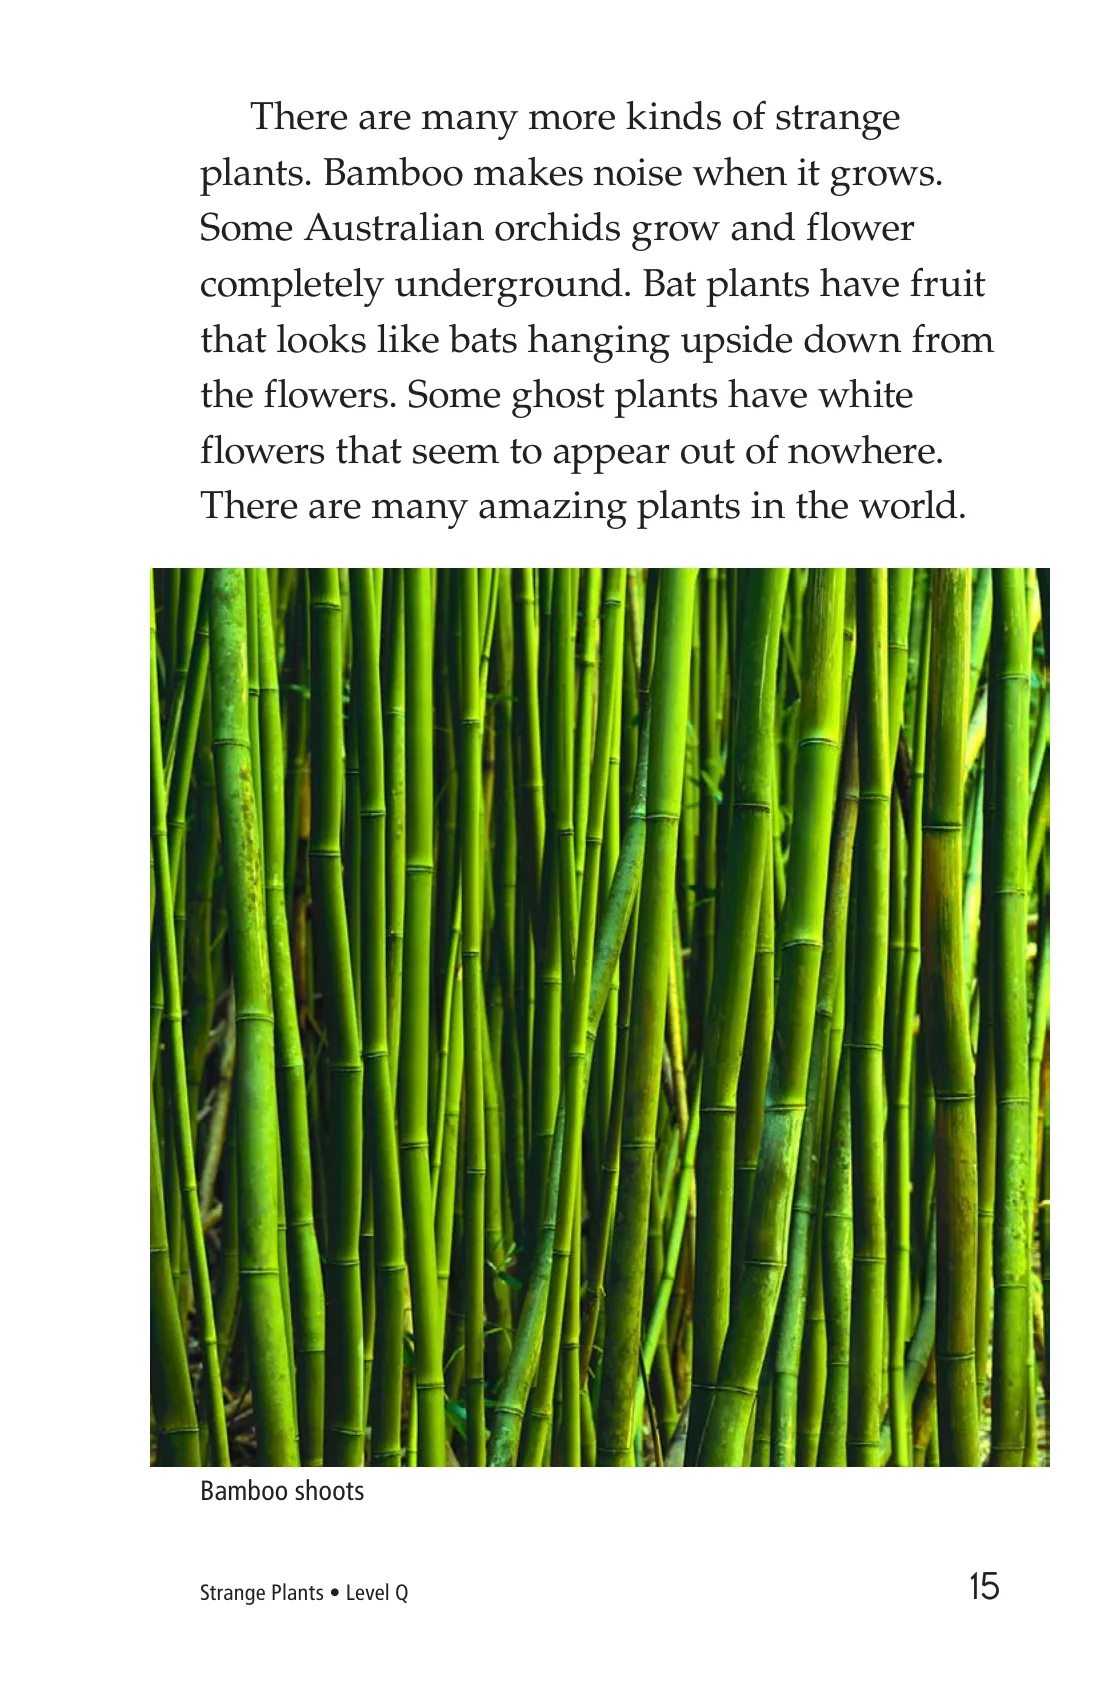 There are many more kinds of strange
plants. Bamboo makes noise when it grows.
Some Australian orchids grow and flower
completely underground. Bat plants have fruit
that looks like bats hanging upside down from
the flowers. Some ghost plants have white
flowers that seem to appear out of nowhere.
There are many amazing plants in the world.
Bamboo shoots
Strange Plants • Level Q
15